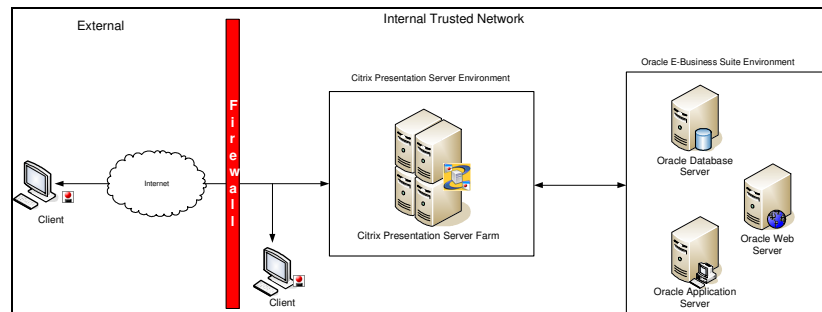 External
Internal Trusted Network
Firewall
Citrix Presentation Server Environment
Oracle E-Business Suite Environment
Internet
Client
Client
Citrix Presentation Server Farm
Oracle Database
Server
Oracle Web
Server
Oracle Application
Server